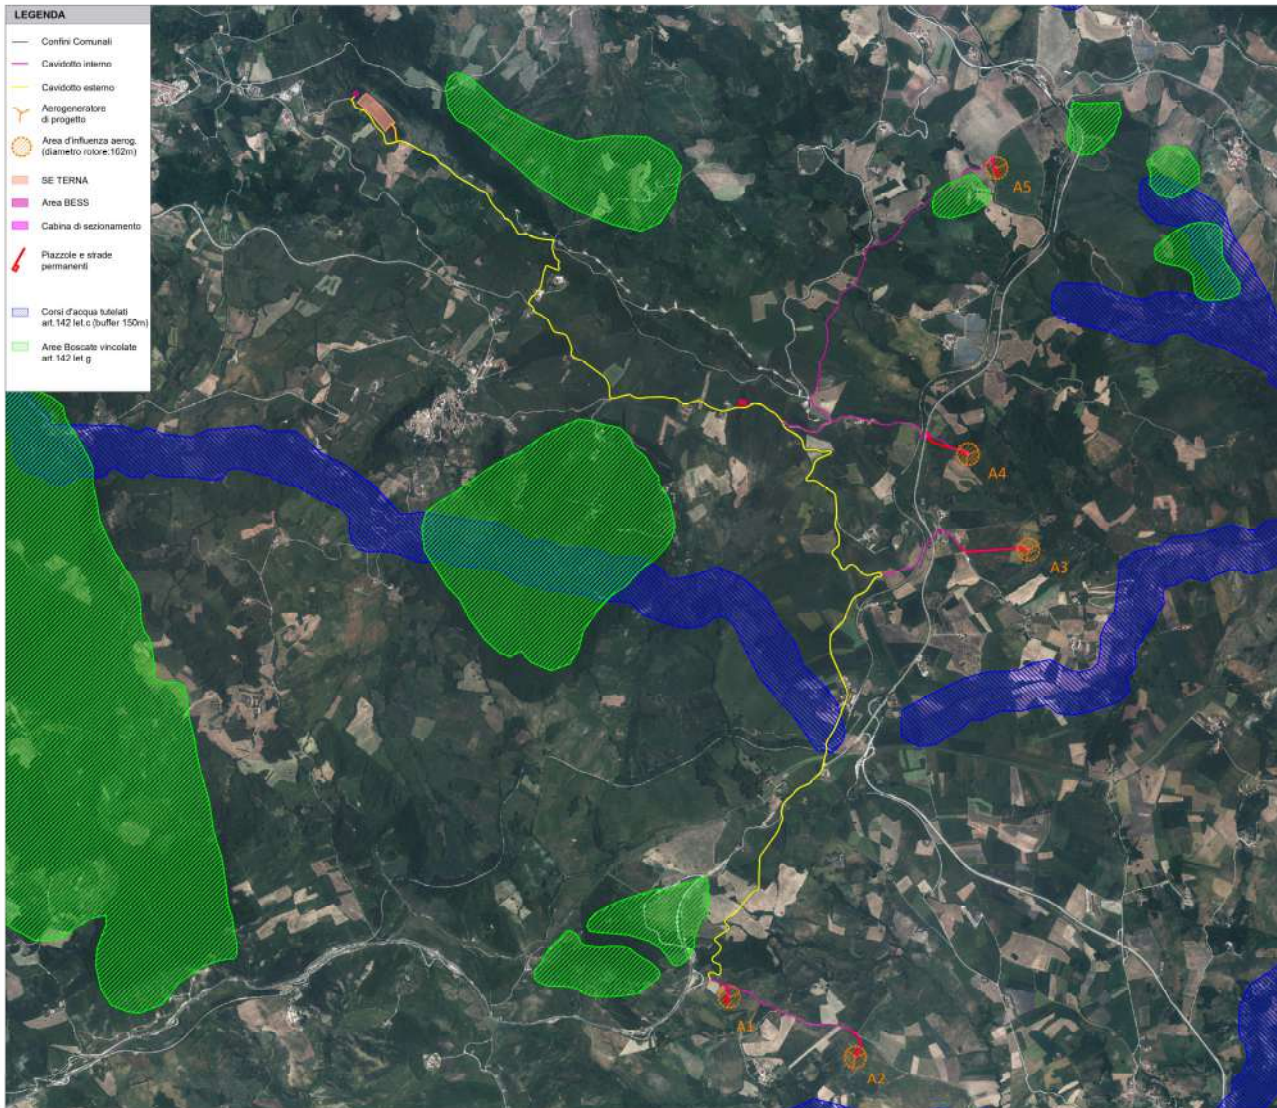 LEGENDA
Confini Comunali
Cavidotto interno
Cavidotto esterno
Aerogeneratore
di progetto
Area d'influenza aerog.
(diametro rotore:162m)
SE TERNA
Area BESS
Cabina di sezionamento
Piazzole e strade
permanenti
Corsi d'acqua tutelati
art.142 let.c (buffer 150m)
Aree Boscate vincolate
art.142 let.g
A5
A4
A3
A1
A2